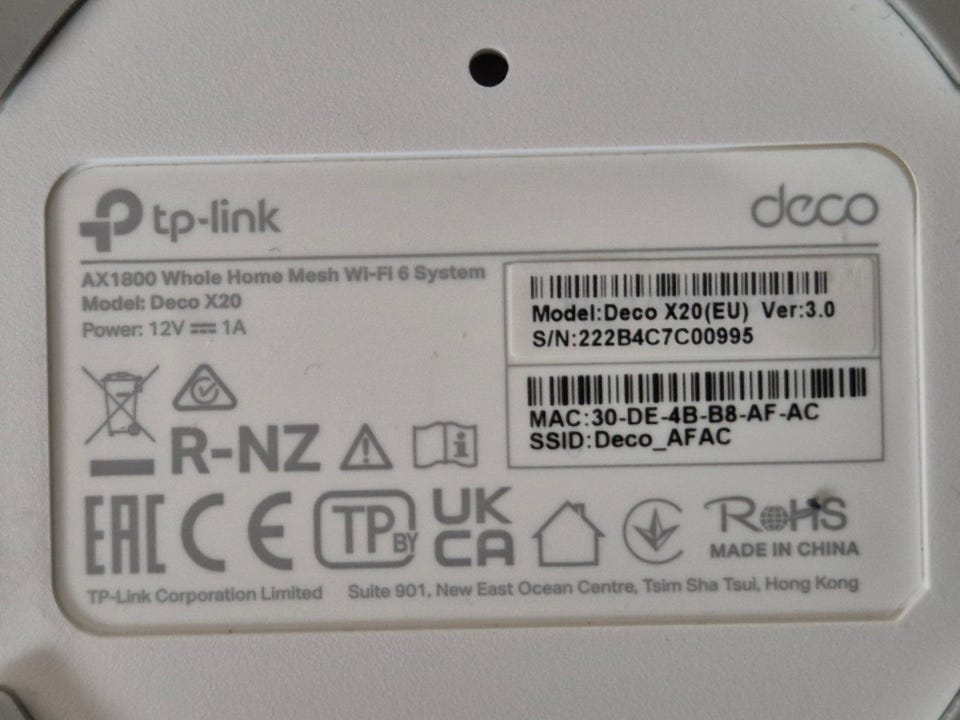 tp-link
deco
AX1800 Whole Home Mesh Wi-Fi 6 System
Model: Deco X20
Power: 12V ⎓ 1A
Model:Deco X20(EU) Ver:3.0
S/N:222B4C7C00995
MAC:30-DE-4B-B8-AF-AC
SSID:Deco_AFAC
R-NZ
EAC CE TP BY UK CA RoHS
MADE IN CHINA
TP-Link Corporation Limited Suite 901, New East Ocean Centre, Tsim Sha Tsui, Hong Kong